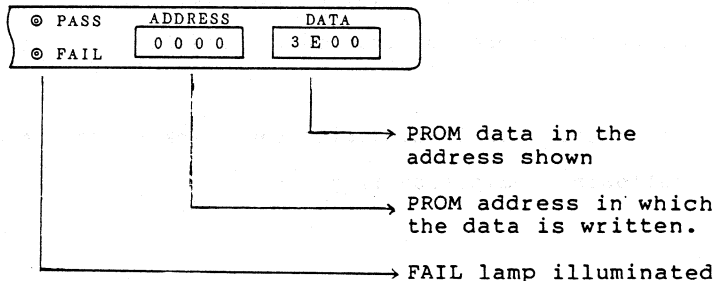 PASS ADDRESS DATA
0 0 0 0 3 E 0 0
FAIL
PROM data in the
address shown
PROM address in which
the data is written.
FAIL lamp illuminated